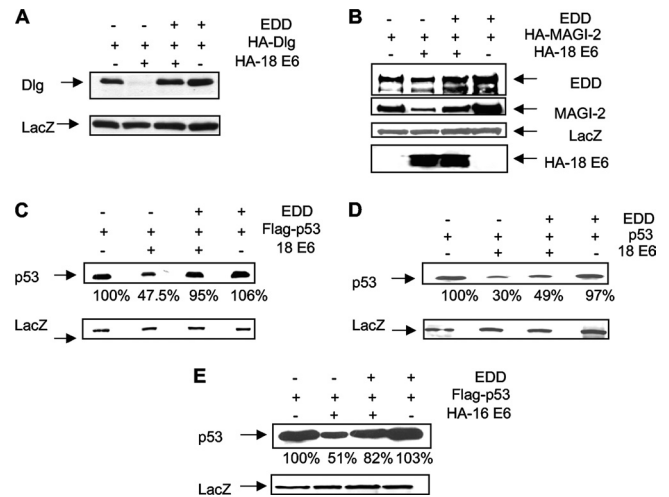 A
- - + + EDD
+ + + + HA-Dlg
- + + - HA-18 E6
Dlg
LacZ
B
- - + + EDD
+ + + + HA-MAGI-2
- + + - HA-18 E6
EDD
MAGI-2
LacZ
HA-18 E6
C
- - + + EDD
+ + + + Flag-p53
- + + - 18 E6
p53
100% 47.5% 95% 106%
LacZ
D
- - + + EDD
+ + + + p53
- + + - 18 E6
p53
100% 30% 49% 97%
LacZ
E
- - + + EDD
+ + + + Flag-p53
- + + - HA-16 E6
p53
100% 51% 82% 103%
LacZ